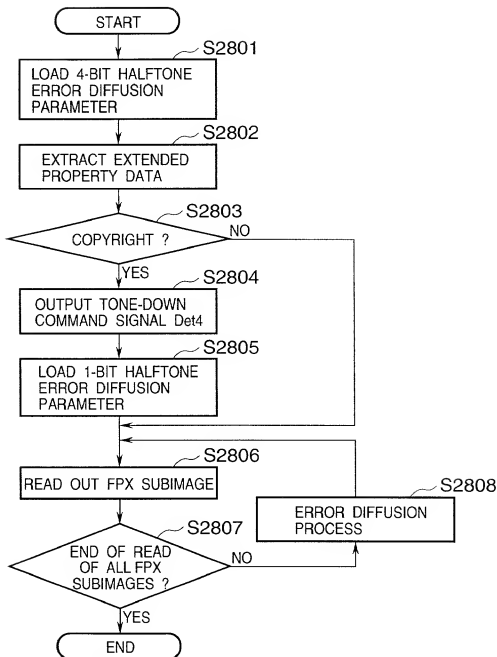 START
S2801
LOAD 4-BIT HALFTONE
ERROR DIFFUSION
PARAMETER
S2802
EXTRACT EXTENDED
PROPERTY DATA
S2803
COPYRIGHT ?
NO
YES
S2804
OUTPUT TONE-DOWN
COMMAND SIGNAL Det4
S2805
LOAD 1-BIT HALFTONE
ERROR DIFFUSION
PARAMETER
S2806
READ OUT FPX SUBIMAGE
S2808
ERROR DIFFUSION
PROCESS
S2807
END OF READ
OF ALL FPX
SUBIMAGES ?
NO
YES
END